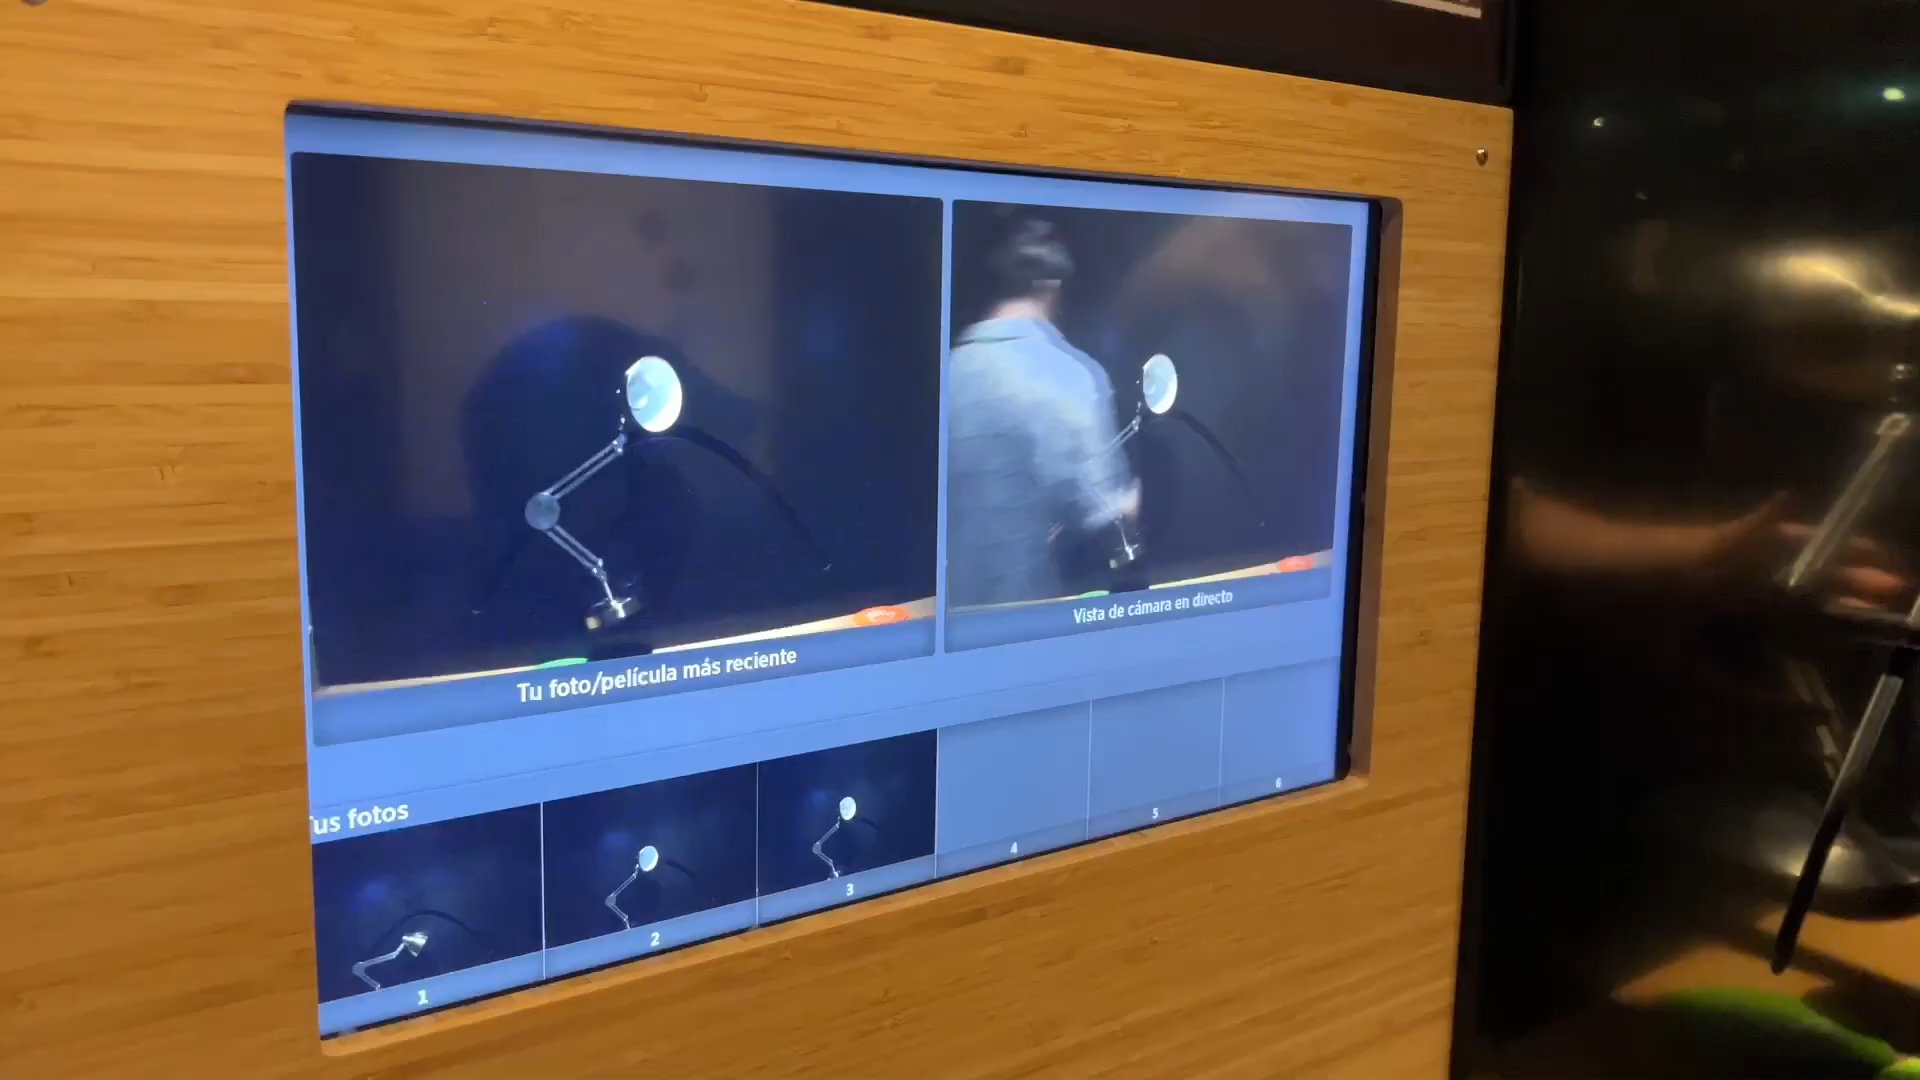 Tu foto/película más reciente
Vista de cámara en directo
Tus fotos
1
2
3
4
5
6